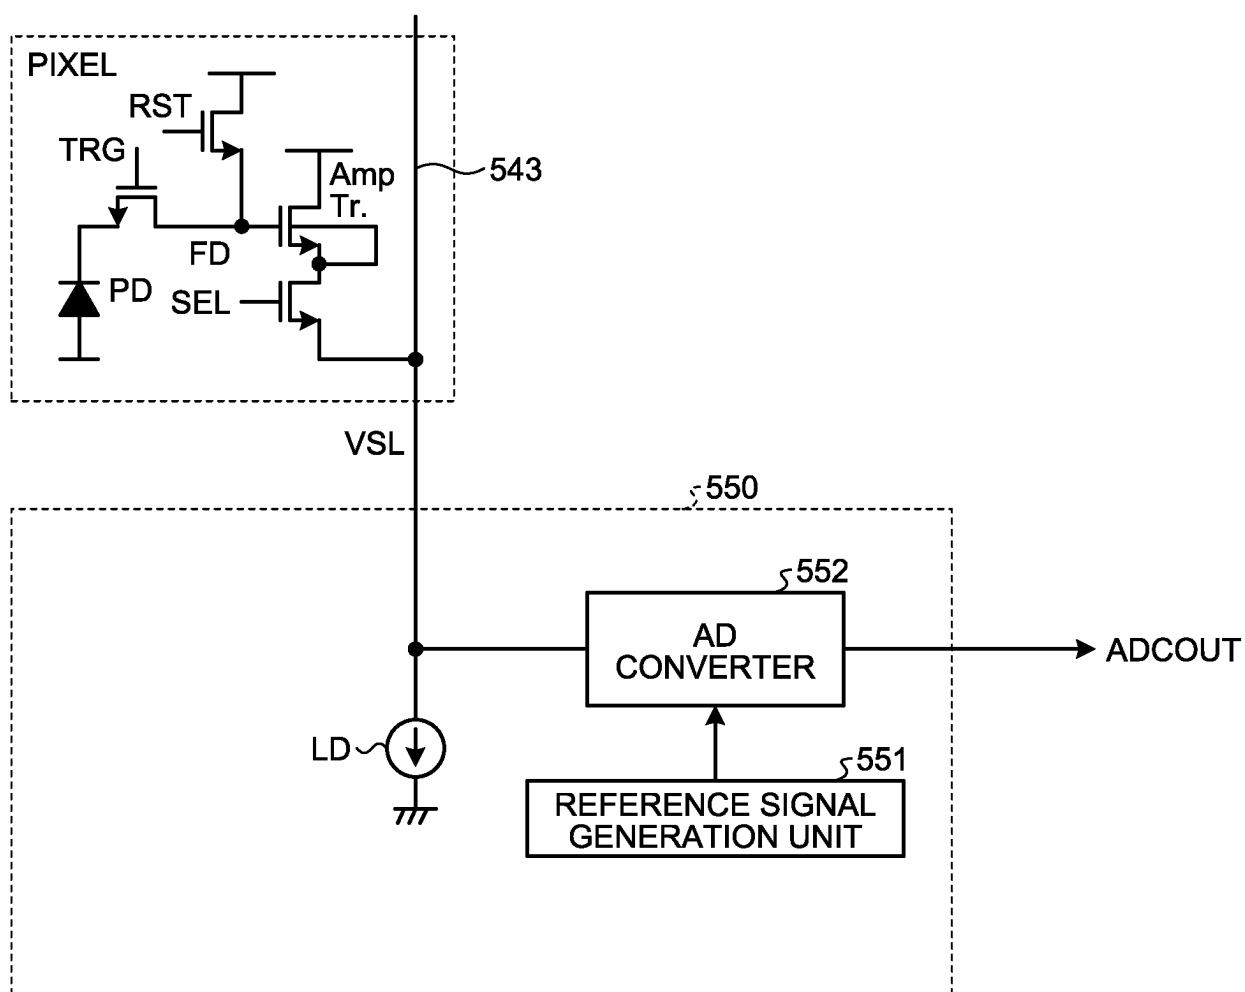 PIXEL
RST
TRG
Amp
Tr.
543
FD
PD
SEL
VSL
550
552
AD
CONVERTER
ADCOUT
LD
551
REFERENCE SIGNAL
GENERATION UNIT